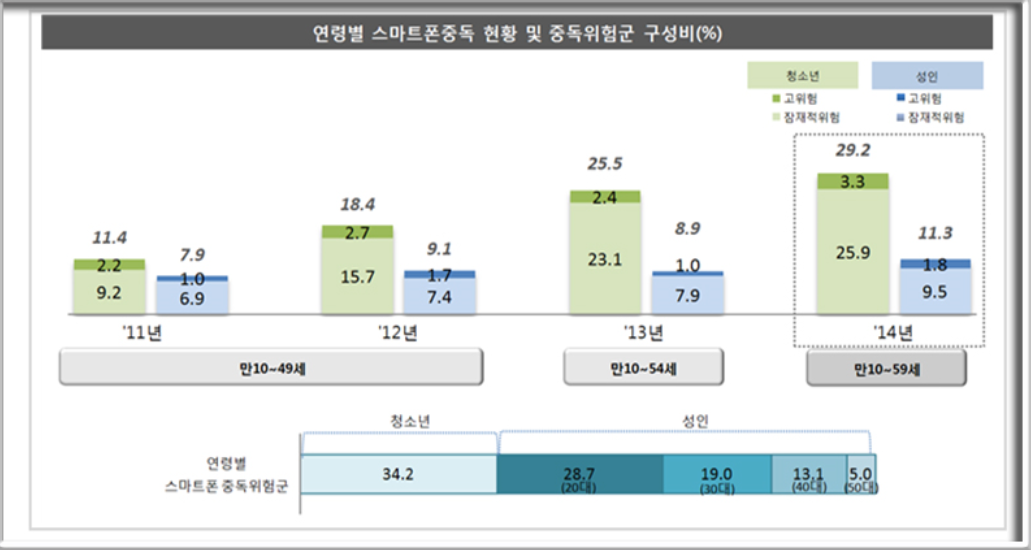 연령별 스마트폰중독 현황 및 중독위험군 구성비(%)
청소년 성인
고위험 고위험
잠재적위험 잠재적위험
11.4 7.9 18.4 9.1 25.5 8.9 29.2 11.3
2.2 1.0 2.7 1.7 2.4 1.0 3.3 1.8
9.2 6.9 15.7 7.4 23.1 7.9 25.9 9.5
'11년 '12년 '13년 '14년
만10~49세 만10~54세 만10~59세
청소년 성인
연령별
스마트폰 중독위험군
34.2 28.7 19.0 13.1 5.0
(20대) (30대) (40대) (50대)